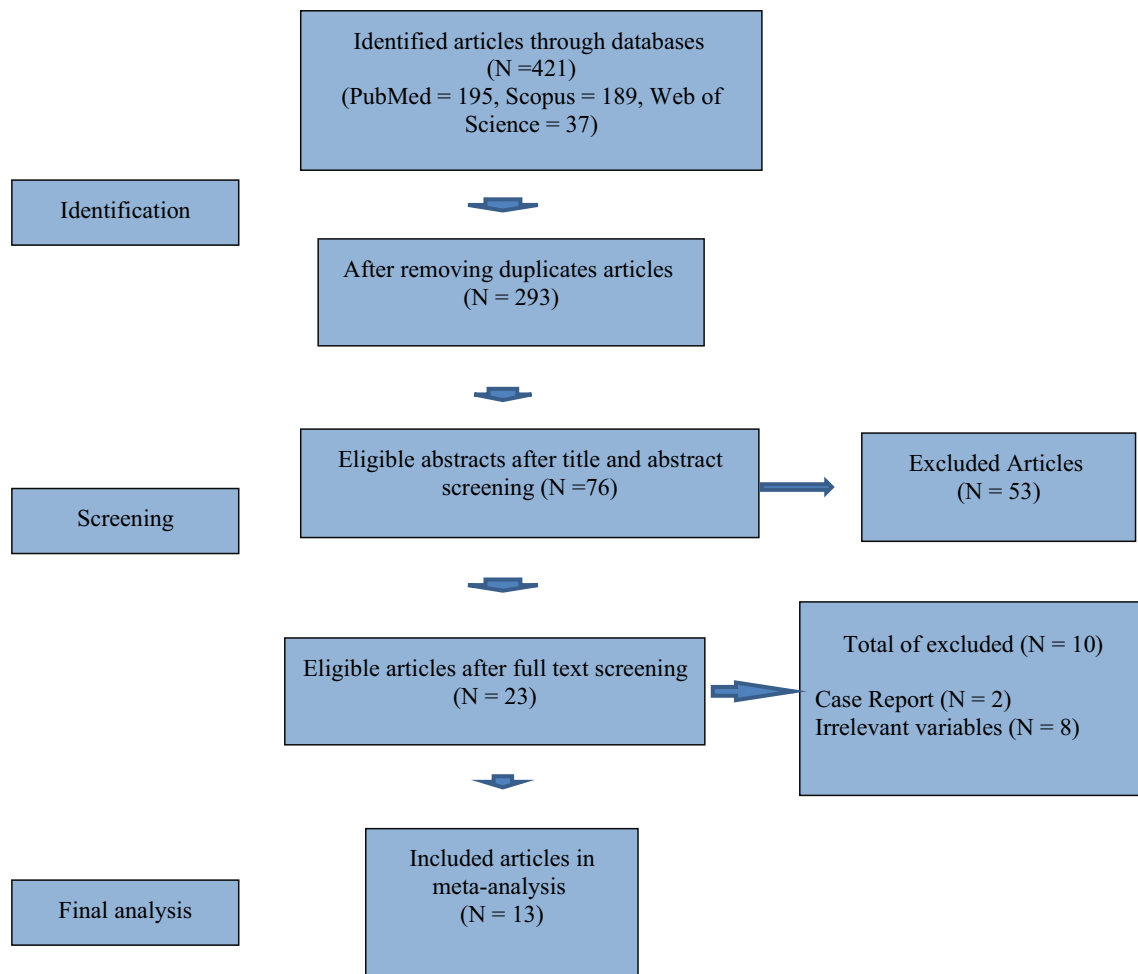 Identified articles through databases
(N =421)
(PubMed = 195, Scopus = 189, Web of
Science = 37)
Identification
After removing duplicates articles
(N = 293)
Eligible abstracts after title and abstract
screening (N =76)
Excluded Articles
(N = 53)
Screening
Eligible articles after full text screening
(N = 23)
Total of excluded (N = 10)
Case Report (N = 2)
Irrelevant variables (N = 8)
Included articles in
meta-analysis
(N = 13)
Final analysis